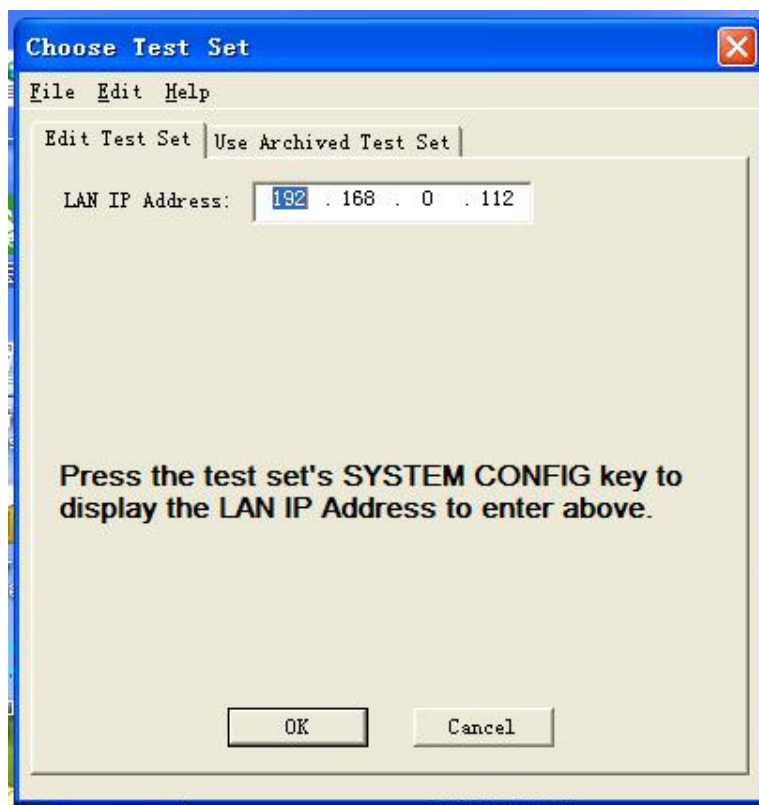 Choose Test Set
File Edit Help
Edit Test Set Use Archived Test Set
LAN IP Address: 192 . 168 . 0 . 112
Press the test set's SYSTEM CONFIG key to
display the LAN IP Address to enter above.
OK Cancel